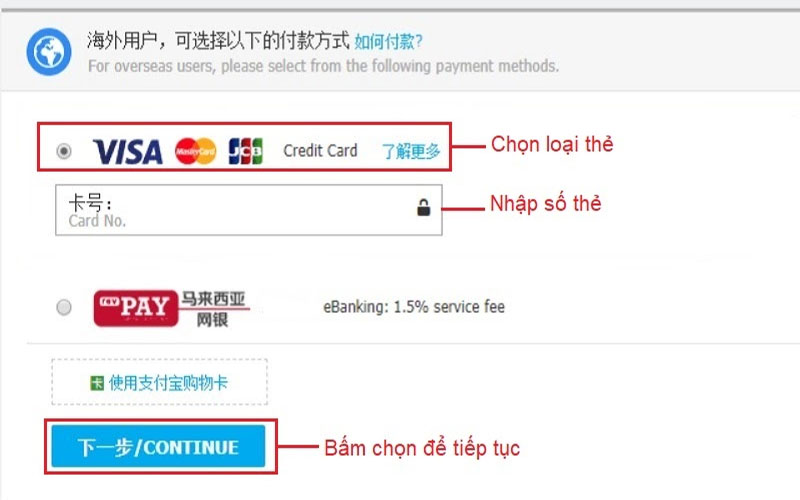 海外用户，可选择以下的付款方式 如何付款?
For overseas users, please select from the following payment methods.
VISA MasterCard JCB Credit Card 了解更多
Chọn loại thẻ
卡号：
Card No.
Nhập số thẻ
PAY 马来西亚
网银
eBanking: 1.5% service fee
卡 使用支付宝购物卡
下一步/CONTINUE
Bấm chọn để tiếp tục